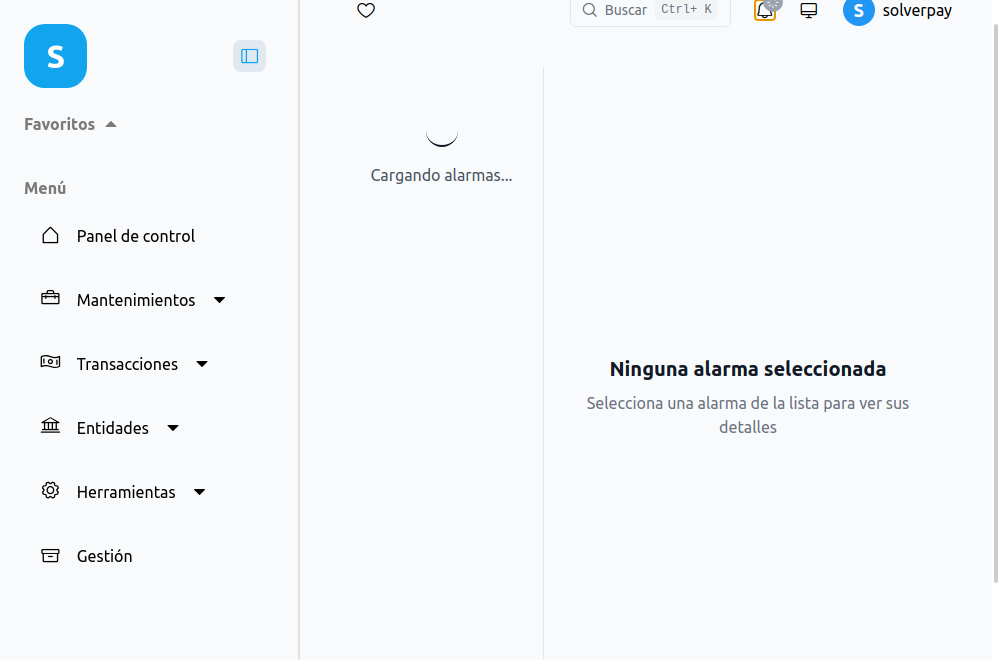 S
Favoritos
Menú
Panel de control
Mantenimientos
Transacciones
Entidades
Herramientas
Gestión
Buscar Ctrl+ K
S solverpay
Cargando alarmas...
Ninguna alarma seleccionada
Selecciona una alarma de la lista para ver sus
detalles